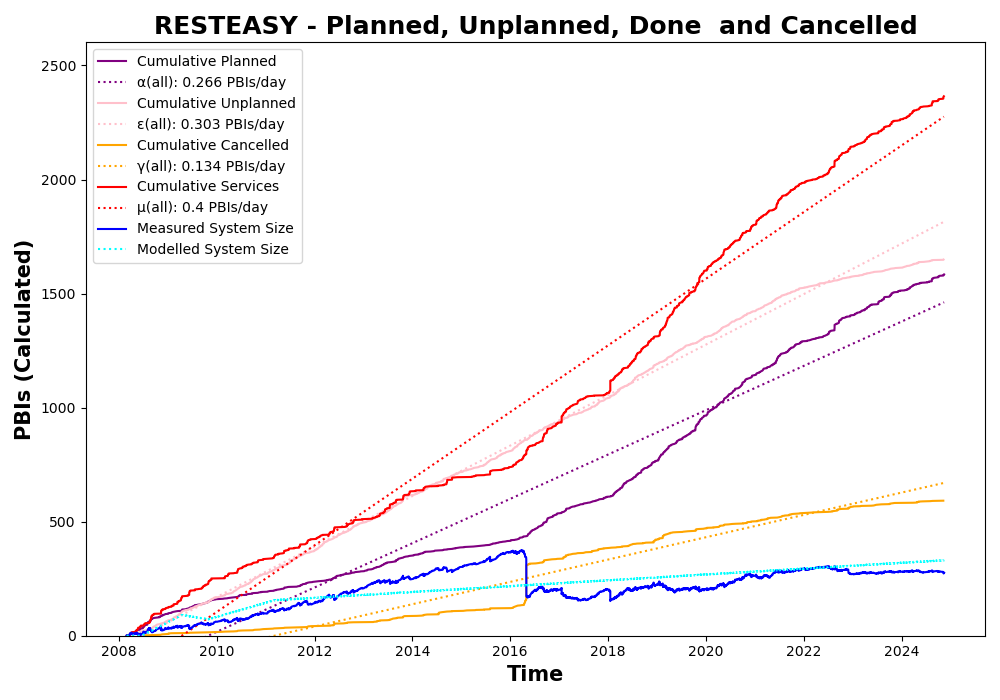 RESTEASY - Planned, Unplanned, Done  and Cancelled
Cumulative Planned
α(all): 0.266 PBIs/day
Cumulative Unplanned
ε(all): 0.303 PBIs/day
Cumulative Cancelled
γ(all): 0.134 PBIs/day
Cumulative Services
μ(all): 0.4 PBIs/day
Measured System Size
Modelled System Size
PBIs (Calculated)
2500
2000
1500
1000
500
0
2008 2010 2012 2014 2016 2018 2020 2022 2024
Time